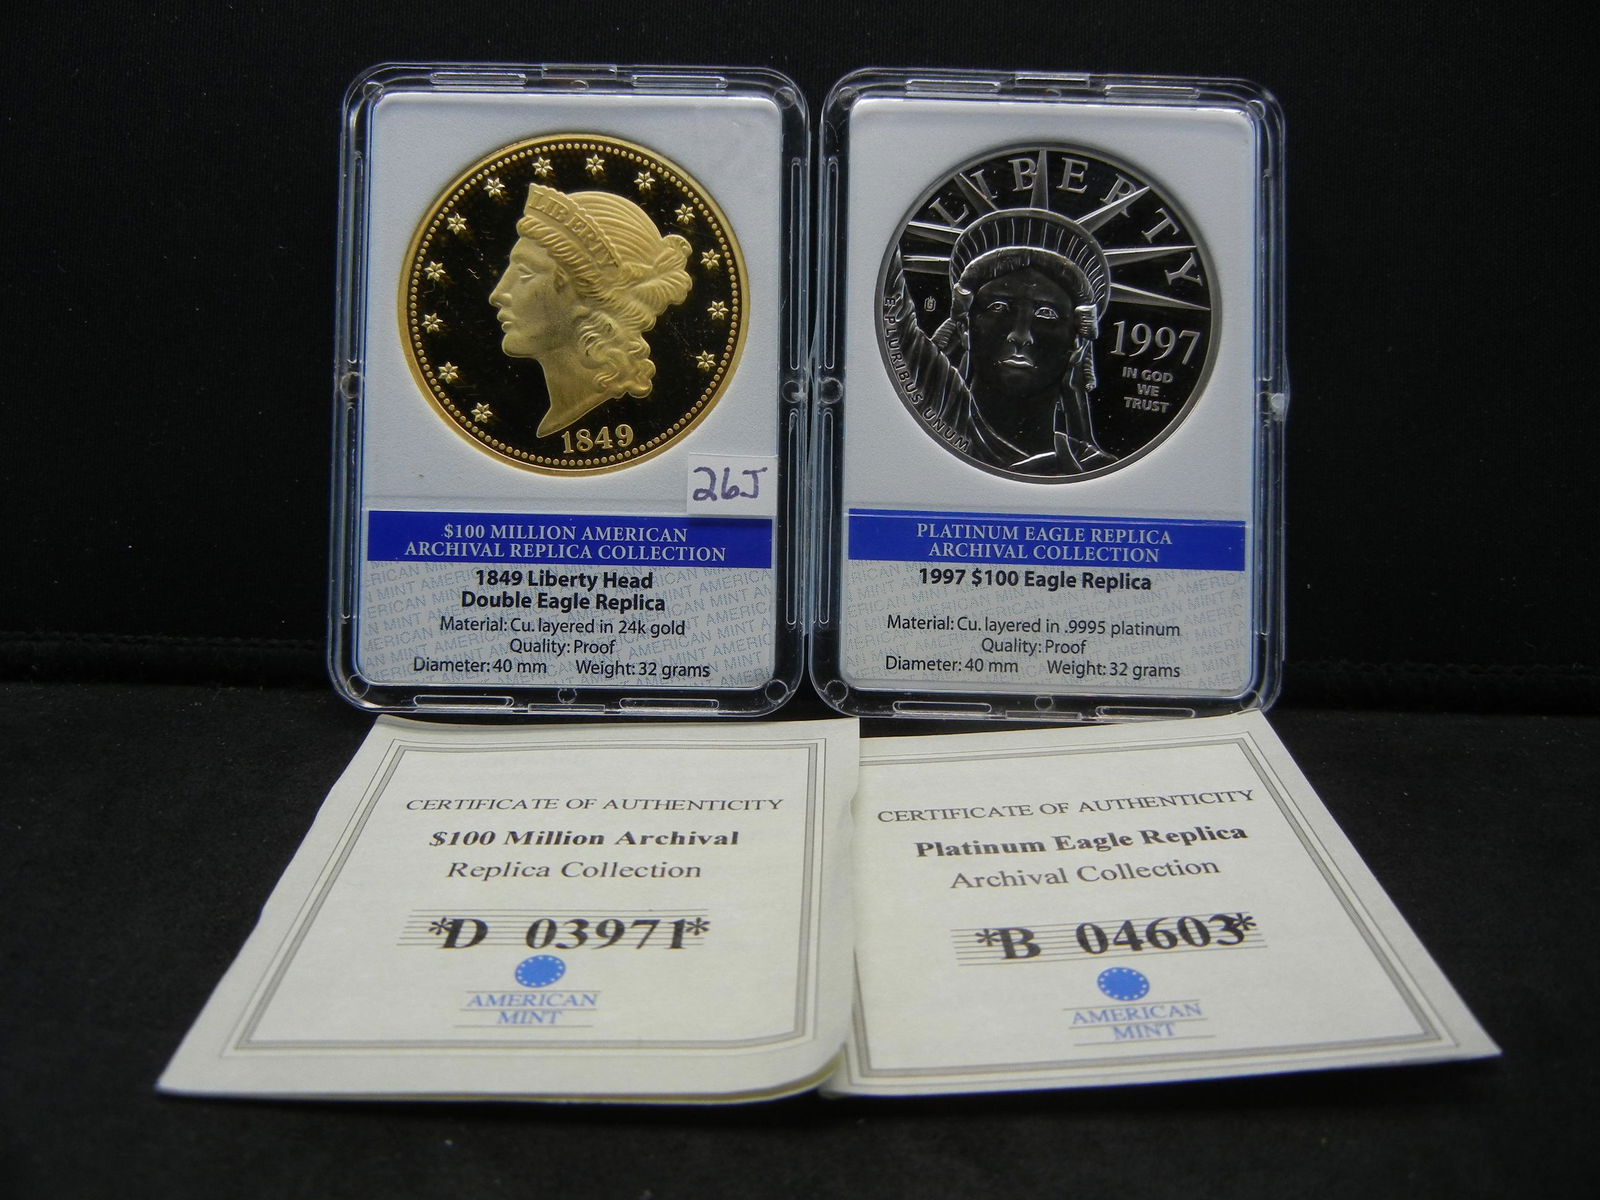 LIBERTY
1849
26J
$100 MILLION AMERICAN
ARCHIVAL REPLICA COLLECTION
1849 Liberty Head
Double Eagle Replica
Material: Cu. layered in 24k gold
Quality: Proof
Diameter: 40 mm Weight: 32 grams
LIBERTY
E PLURIBUS UNUM
1997
IN GOD
WE
TRUST
PLATINUM EAGLE REPLICA
ARCHIVAL COLLECTION
1997 $100 Eagle Replica
Material: Cu. layered in .9995 platinum
Quality: Proof
Diameter: 40 mm Weight: 32 grams
CERTIFICATE OF AUTHENTICITY
$100 Million Archival
Replica Collection
*D 03971*
AMERICAN
MINT
CERTIFICATE OF AUTHENTICITY
Platinum Eagle Replica
Archival Collection
*B 04603*
AMERICAN
MINT